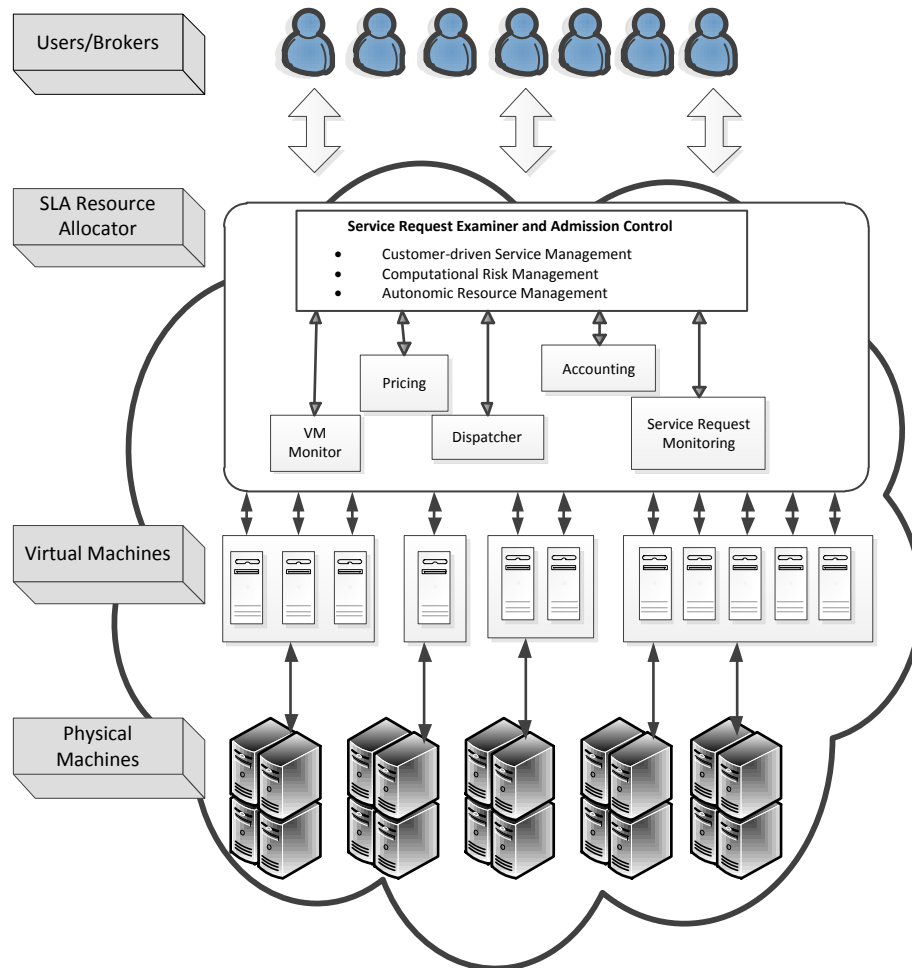 Users/Brokers
SLA Resource
Allocator
Service Request Examiner and Admission Control
• Customer-driven Service Management
• Computational Risk Management
• Autonomic Resource Management
Pricing
Accounting
VM
Monitor
Dispatcher
Service Request
Monitoring
Virtual Machines
Physical
Machines